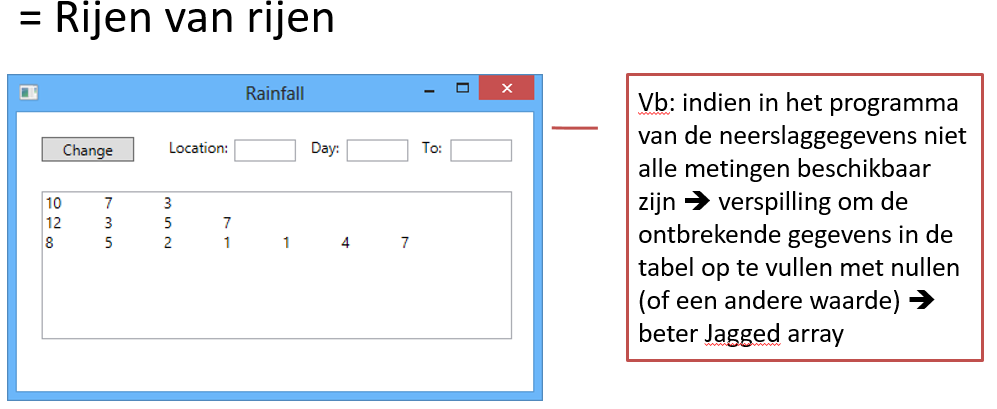 = Rijen van rijen
Rainfall
Change Location: Day: To:
10 7 3
12 3 5 7
8 5 2 1 1 4 7
Vb: indien in het programma
van de neerslaggegevens niet
alle metingen beschikbaar
zijn 🡺 verspilling om de
ontbrekende gegevens in de
tabel op te vullen met nullen
(of een andere waarde) 🡺
beter Jagged array